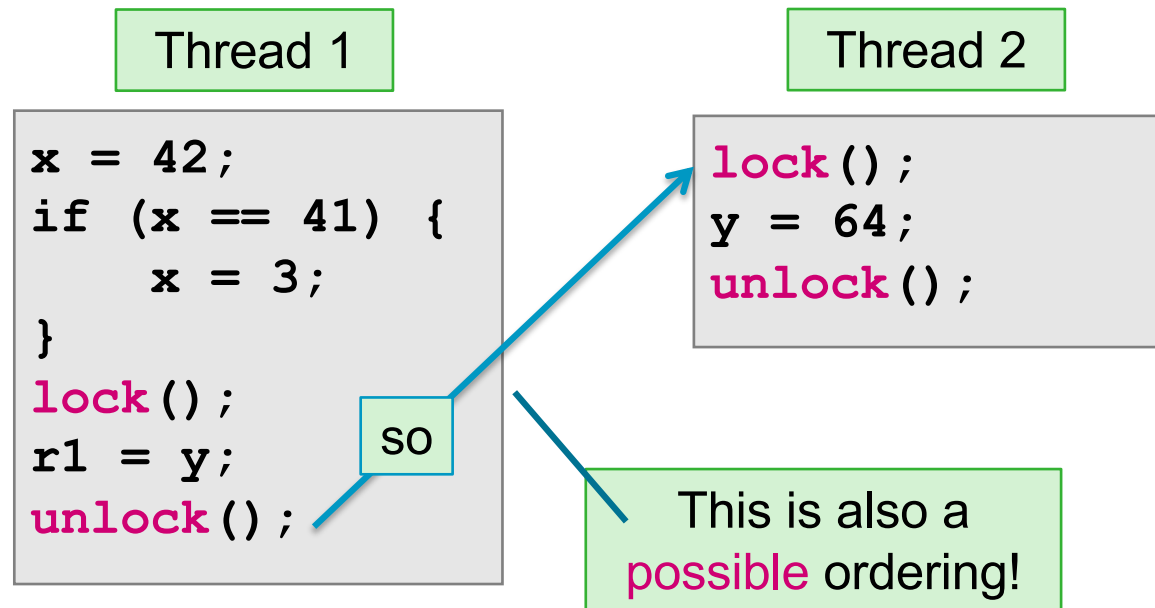 Thread 1
x = 42;
if (x == 41) {
    x = 3;
}
lock();
r1 = y;
unlock();
so
Thread 2
lock();
y = 64;
unlock();
This is also a
possible ordering!